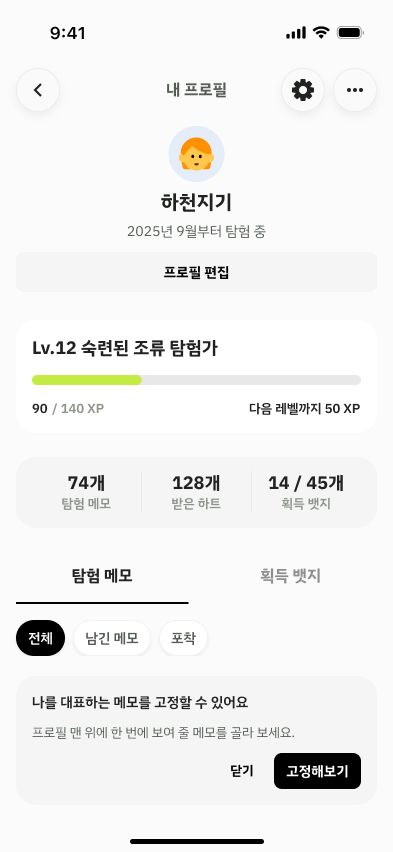 9:41
내 프로필
하천지기
2025년 9월부터 탐험 중
프로필 편집
Lv.12 숙련된 조류 탐험가
90 / 140 XP 다음 레벨까지 50 XP
74개 128개 14 / 45개
탐험 메모 받은 하트 획득 뱃지
탐험 메모 획득 뱃지
전체 남긴 메모 포착
나를 대표하는 메모를 고정할 수 있어요
프로필 맨 위에 한 번에 보여 줄 메모를 골라 보세요.
닫기 고정해보기